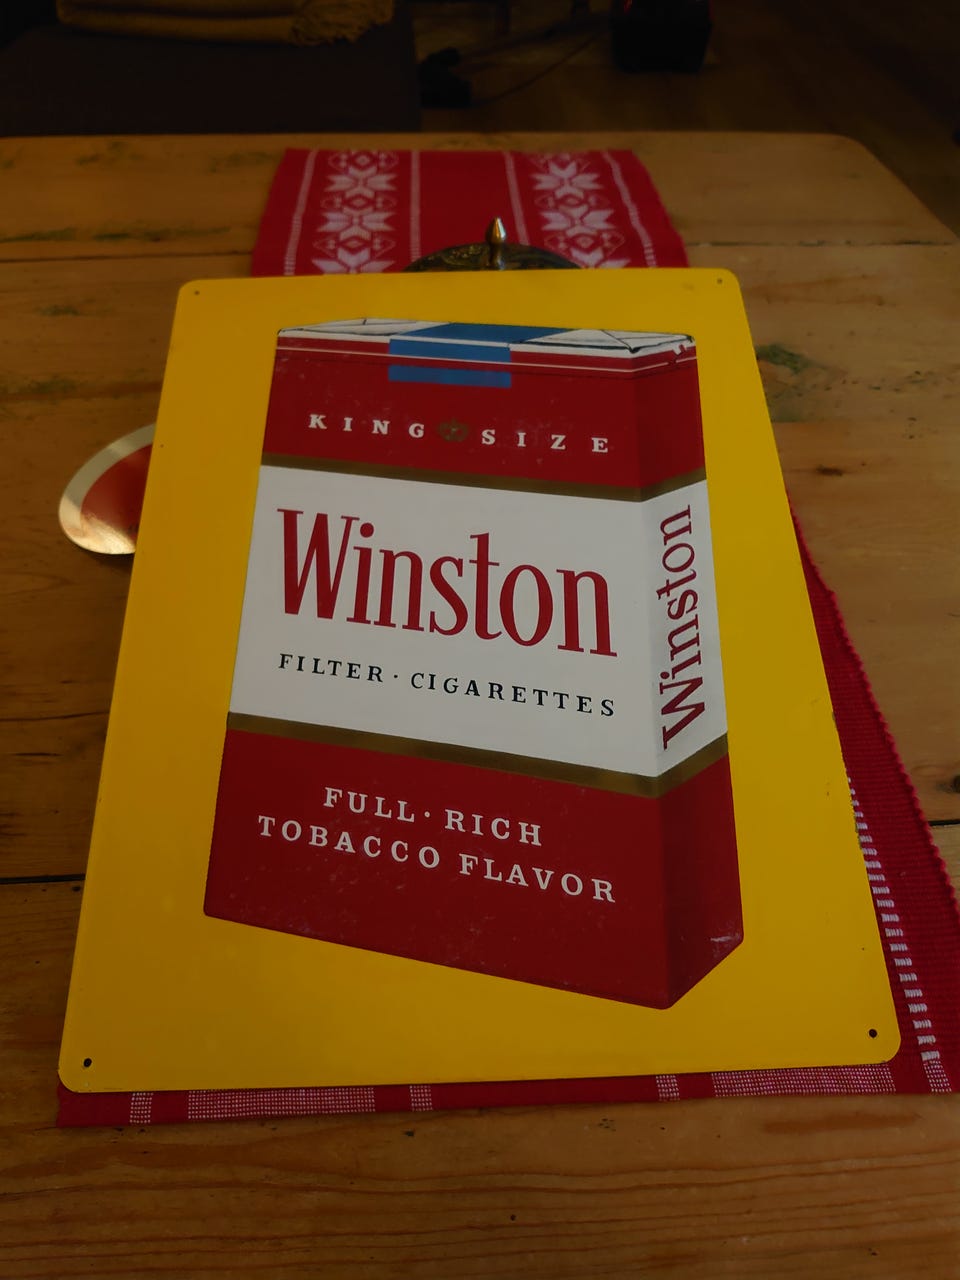 KING SIZE
Winston
FILTER · CIGARETTES
FULL · RICH
TOBACCO FLAVOR
Winston